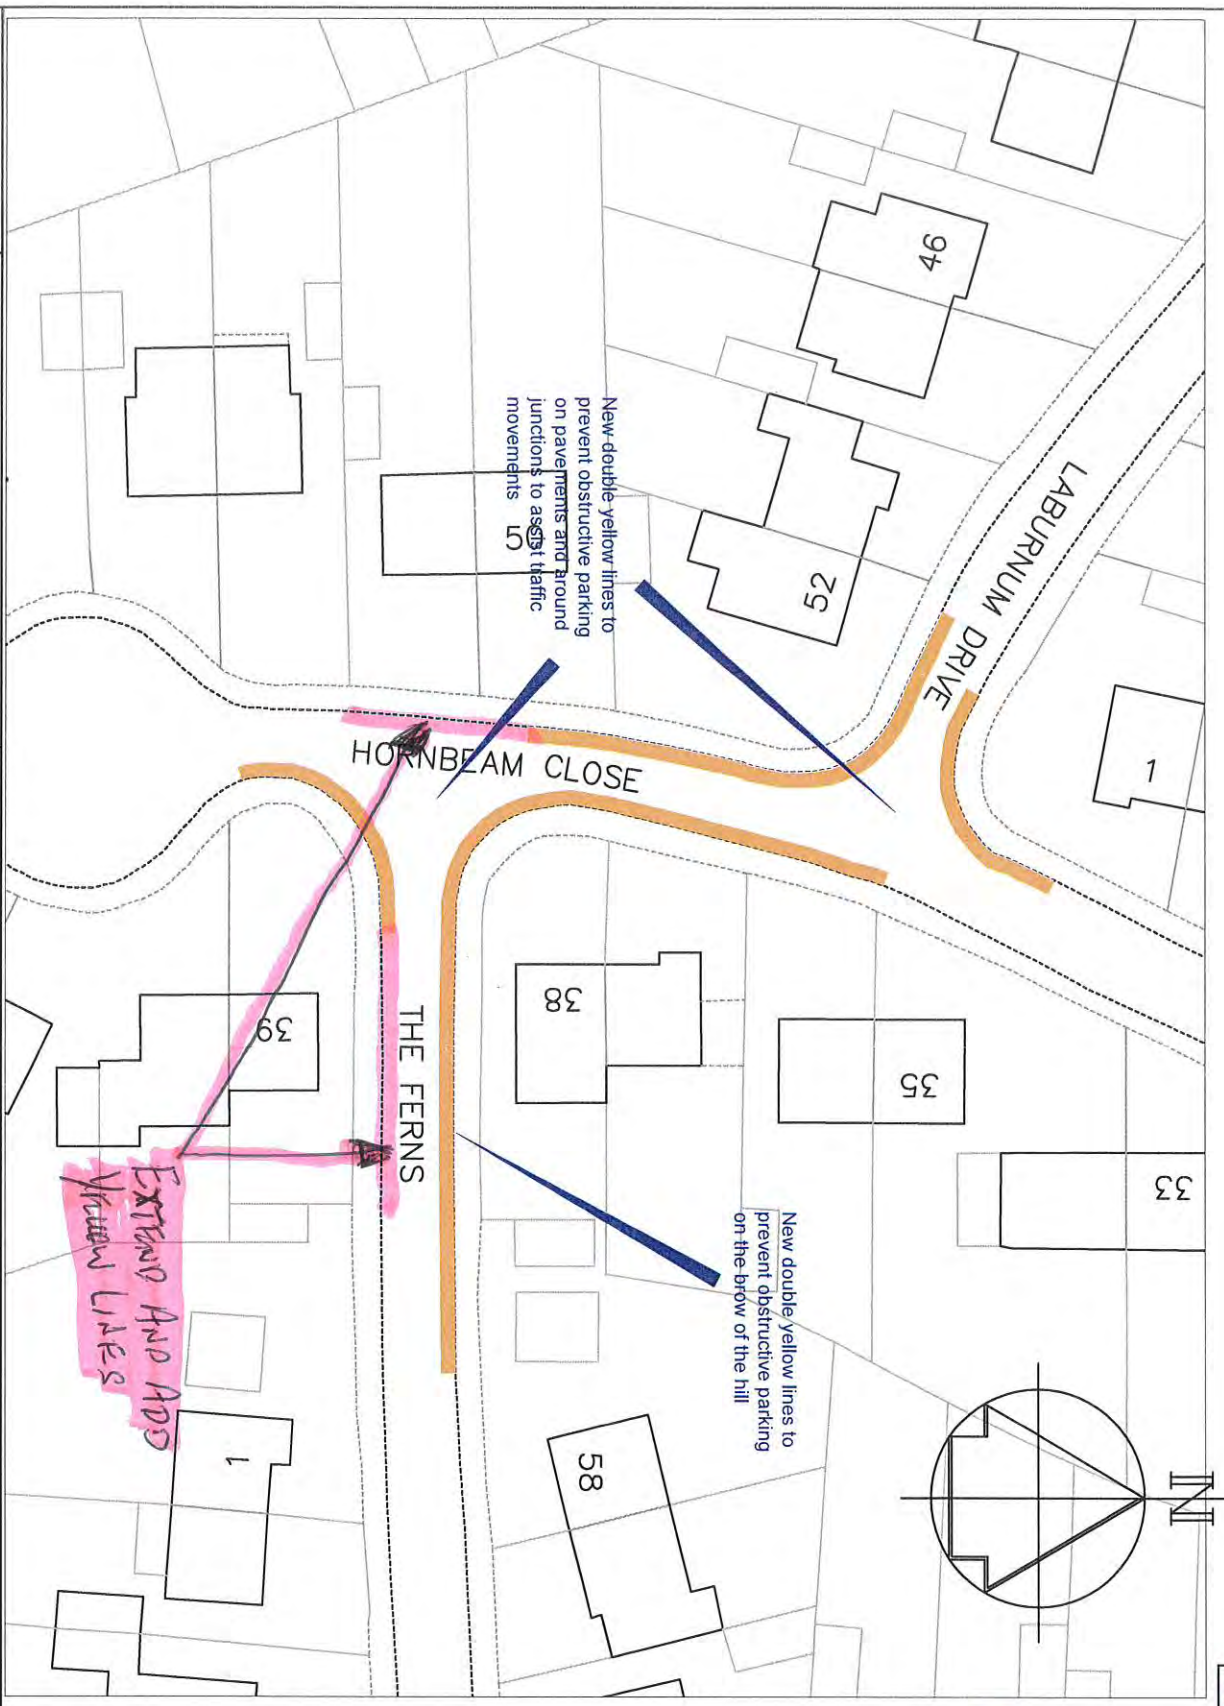 LABURNUM DRIVE
46
52
1
New double yellow lines to
prevent obstructive parking
on pavements and around
junctions to assist traffic
movements
50
HORNBEAM CLOSE
THE FERNS
39
38
35
33
New double yellow lines to
prevent obstructive parking
on the brow of the hill
EXTEND AND ADD
YELLOW LINES
1
58
N